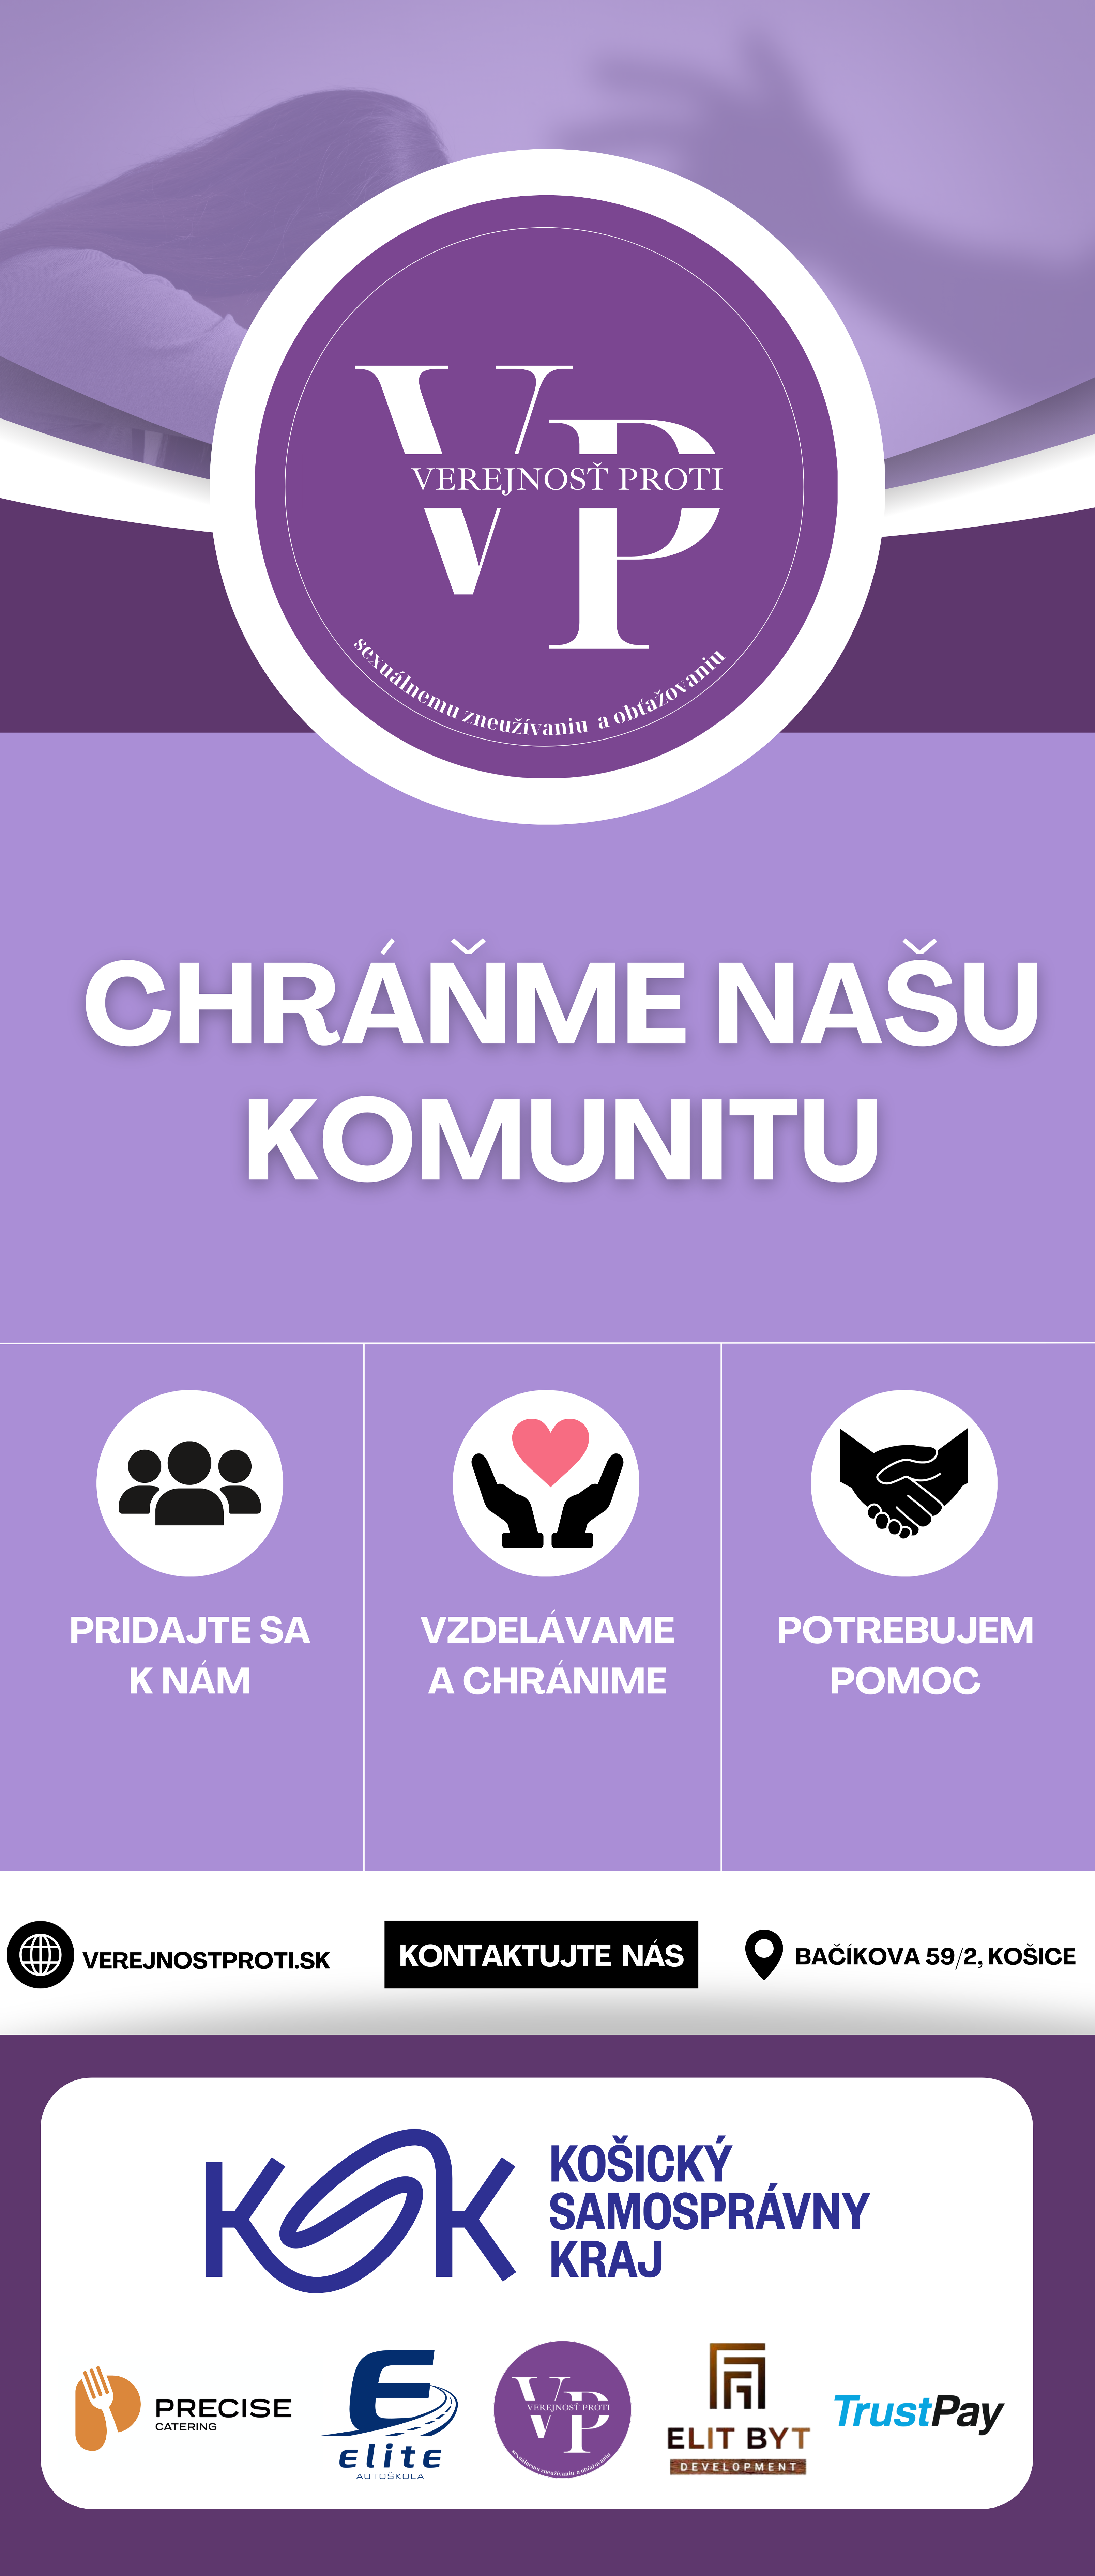 VP
VEREJNOSŤ PROTI
sexuálnemu zneužívaniu a obťažovaniu
CHRÁŇME NAŠU
KOMUNITU
PRIDAJTE SA
K NÁM
VZDELÁVAME
A CHRÁNIME
POTREBUJEM
POMOC
VEREJNOSTPROTI.SK
KONTAKTUJTE NÁS
BAČÍKOVA 59/2, KOŠICE
KSK
KOŠICKÝ
SAMOSPRÁVNY
KRAJ
PRECISE
CATERING
E
elite
AUTOŠKOLA
VP
VEREJNOSŤ PROTI
sexuálnemu zneužívaniu a obťažovaniu
ELIT BYT
DEVELOPMENT
TrustPay